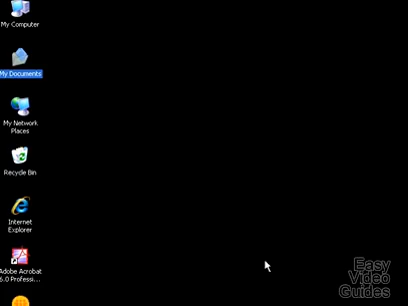 My Computer
My Documents
My Network
Places
Recycle Bin
Internet
Explorer
Adobe Acrobat
6.0 Professi...
Easy
Video
Guides